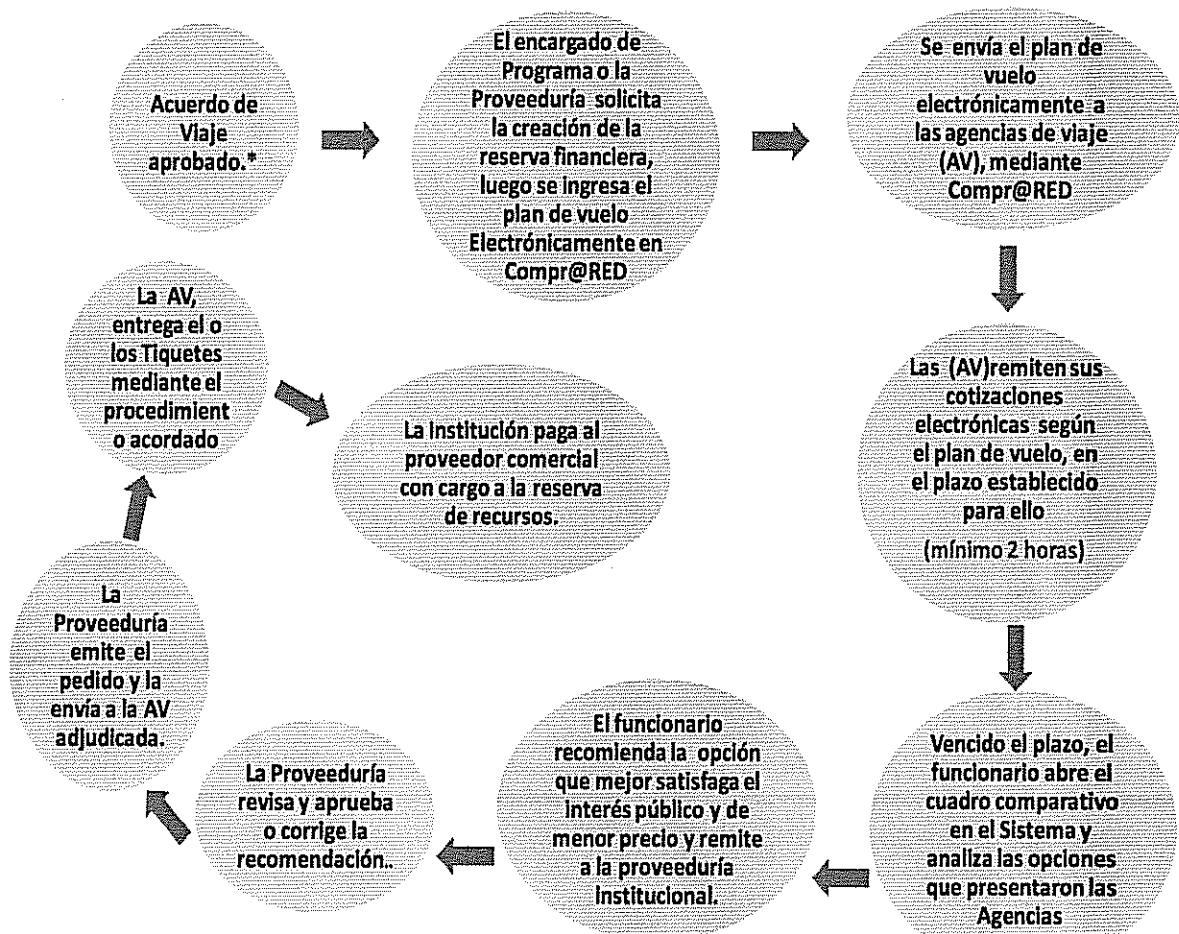 Acuerdo de
Viaje
aprobado.*
El encargado de
Programa o la
Proveeduría solicita
la creación de la
reserva financiera,
luego se ingresa el
plan de vuelo
Electrónicamente en
Compr@RED
Se envía el plan de
vuelo
electrónicamente a
las agencias de viaje
(AV), mediante
Compr@RED
Las (AV)remiten sus
cotizaciones
electrónicas según
el plan de vuelo, en
el plazo establecido
para ello
(mínimo 2 horas)
Vencido el plazo, el
funcionario abre el
cuadro comparativo
en el Sistema y
analiza las opciones
que presentaron las
Agencias
El funcionario
recomienda la opción
que mejor satisfaga el
interés público y de
menor precio y remite
a la proveeduría
Institucional.
La Proveeduría
revisa y aprueba
o corrige la
recomendación..
La
Proveeduría
emite el
pedido y la
envía a la AV
adjudicada.
La AV,
entrega el o
los Tiquetes
mediante el
procedimient
o acordado
La Institución paga al
proveedor comercial
con cargo a la reserva
de recursos.